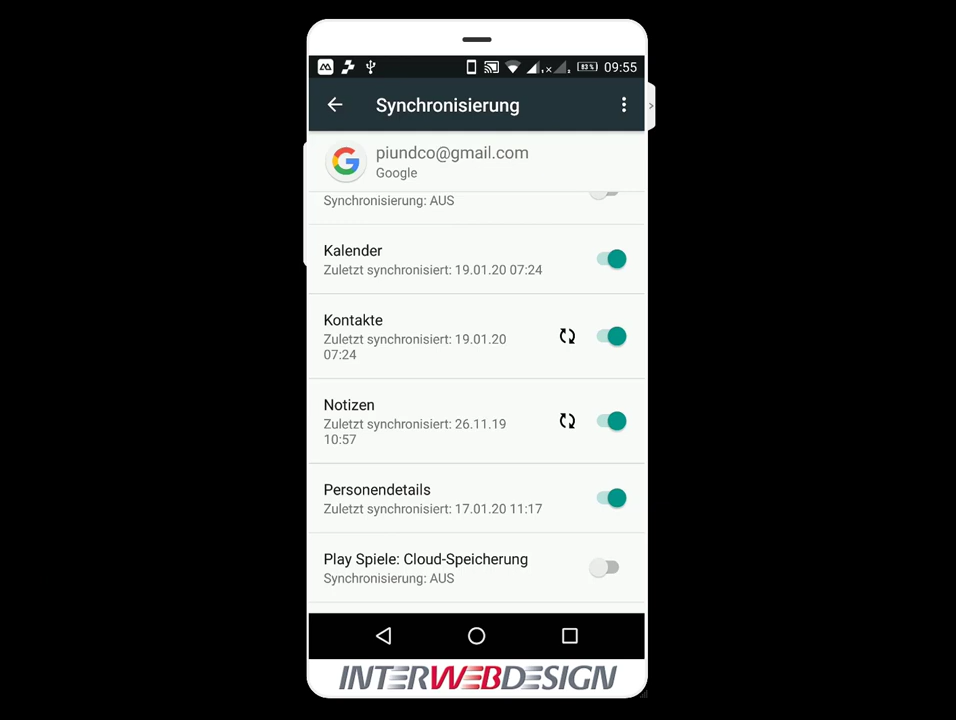 83 %
09:55
Synchronisierung
piundco@gmail.com
Google
Synchronisierung: AUS
Kalender
Zuletzt synchronisiert: 19.01.20 07:24
Kontakte
Zuletzt synchronisiert: 19.01.20
07:24
Notizen
Zuletzt synchronisiert: 26.11.19
10:57
Personendetails
Zuletzt synchronisiert: 17.01.20 11:17
Play Spiele: Cloud-Speicherung
Synchronisierung: AUS
INTERWEBDESIGN